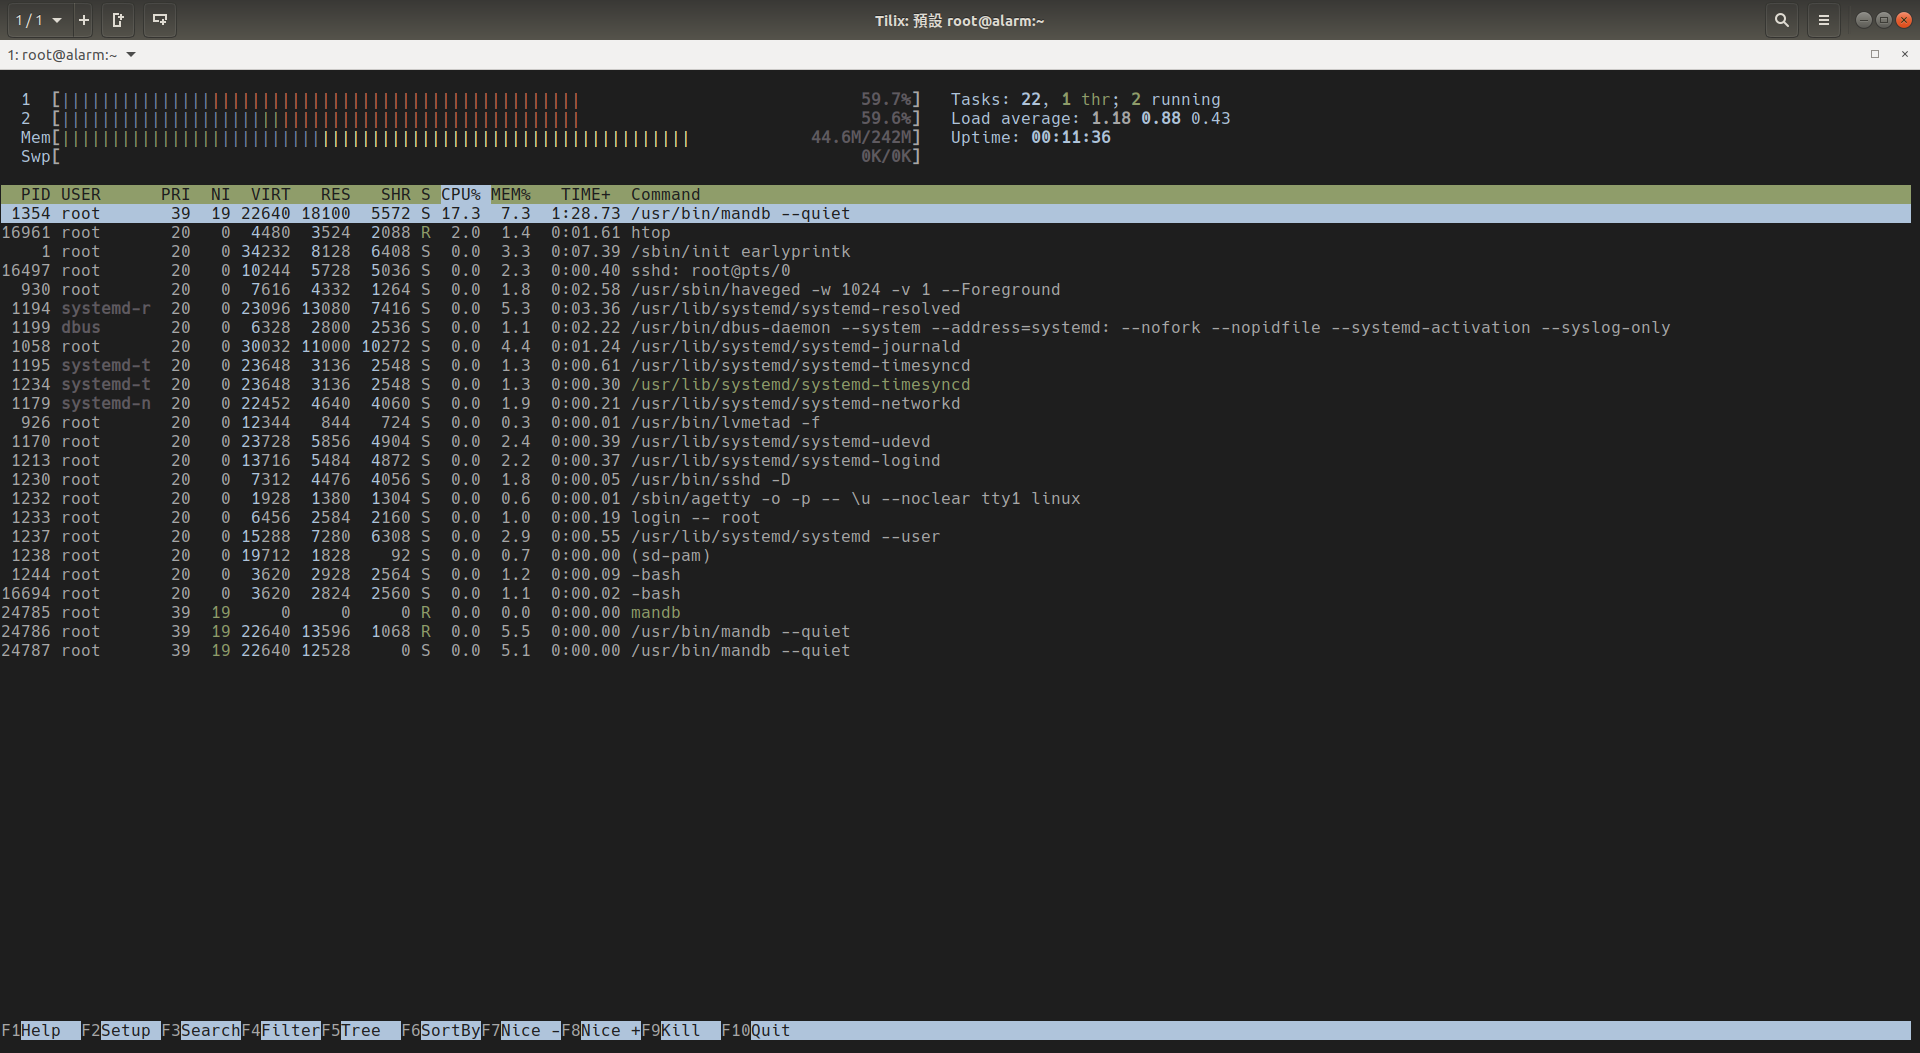 1 / 1
Tilix: 預設 root@alarm:~
1: root@alarm:~
1 [|||||||||||||||||||||||||||||||||||||||||||||||||||| 59.7%] Tasks: 22, 1 thr; 2 running
2 [|||||||||||||||||||||||||||||||||||||||||||||||||||| 59.6%] Load average: 1.18 0.88 0.43
Mem[||||||||||||||||||||||||||||||||||||||||||||||||||||||||||||||| 44.6M/242M] Uptime: 00:11:36
Swp[ 0K/0K]
PID USER PRI NI VIRT RES SHR S CPU% MEM% TIME+ Command
1354 root 39 19 22640 18100 5572 S 17.3 7.3 1:28.73 /usr/bin/mandb --quiet
16961 root 20 0 4480 3524 2088 R 2.0 1.4 0:01.61 htop
1 root 20 0 34232 8128 6408 S 0.0 3.3 0:07.39 /sbin/init earlyprintk
16497 root 20 0 10244 5728 5036 S 0.0 2.3 0:00.40 sshd: root@pts/0
930 root 20 0 7616 4332 1264 S 0.0 1.8 0:02.58 /usr/sbin/haveged -w 1024 -v 1 --Foreground
1194 systemd-r 20 0 23096 13080 7416 S 0.0 5.3 0:03.36 /usr/lib/systemd/systemd-resolved
1199 dbus 20 0 6328 2800 2536 S 0.0 1.1 0:02.22 /usr/bin/dbus-daemon --system --address=systemd: --nofork --nopidfile --systemd-activation --syslog-only
1058 root 20 0 30032 11000 10272 S 0.0 4.4 0:01.24 /usr/lib/systemd/systemd-journald
1195 systemd-t 20 0 23648 3136 2548 S 0.0 1.3 0:00.61 /usr/lib/systemd/systemd-timesyncd
1234 systemd-t 20 0 23648 3136 2548 S 0.0 1.3 0:00.30 /usr/lib/systemd/systemd-timesyncd
1179 systemd-n 20 0 22452 4640 4060 S 0.0 1.9 0:00.21 /usr/lib/systemd/systemd-networkd
926 root 20 0 12344 844 724 S 0.0 0.3 0:00.01 /usr/bin/lvmetad -f
1170 root 20 0 23728 5856 4904 S 0.0 2.4 0:00.39 /usr/lib/systemd/systemd-udevd
1213 root 20 0 13716 5484 4872 S 0.0 2.2 0:00.37 /usr/lib/systemd/systemd-logind
1230 root 20 0 7312 4476 4056 S 0.0 1.8 0:00.05 /usr/bin/sshd -D
1232 root 20 0 1928 1380 1304 S 0.0 0.6 0:00.01 /sbin/agetty -o -p -- \u --noclear tty1 linux
1233 root 20 0 6456 2584 2160 S 0.0 1.0 0:00.19 login -- root
1237 root 20 0 15288 7280 6308 S 0.0 2.9 0:00.55 /usr/lib/systemd/systemd --user
1238 root 20 0 19712 1828 92 S 0.0 0.7 0:00.00 (sd-pam)
1244 root 20 0 3620 2928 2564 S 0.0 1.2 0:00.09 -bash
16694 root 20 0 3620 2824 2560 S 0.0 1.1 0:00.02 -bash
24785 root 39 19 0 0 0 R 0.0 0.0 0:00.00 mandb
24786 root 39 19 22640 13596 1068 R 0.0 5.5 0:00.00 /usr/bin/mandb --quiet
24787 root 39 19 22640 12528 0 S 0.0 5.1 0:00.00 /usr/bin/mandb --quiet
F1Help F2Setup F3SearchF4FilterF5Tree F6SortByF7Nice -F8Nice +F9Kill F10Quit